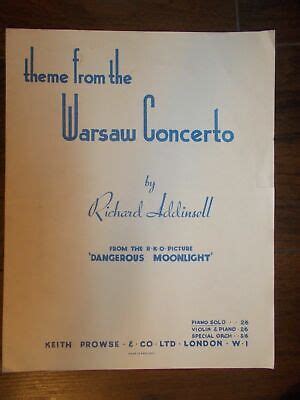 theme from the
Warsaw Concerto
by
Richard Addinsell
FROM THE R·K·O·PICTURE
'DANGEROUS MOONLIGHT'
PIANO SOLO · 2/6
VIOLIN & PIANO 2/6
SPECIAL ORCH · 5/6
KEITH PROWSE · & · CO · LTD · LONDON · W·1